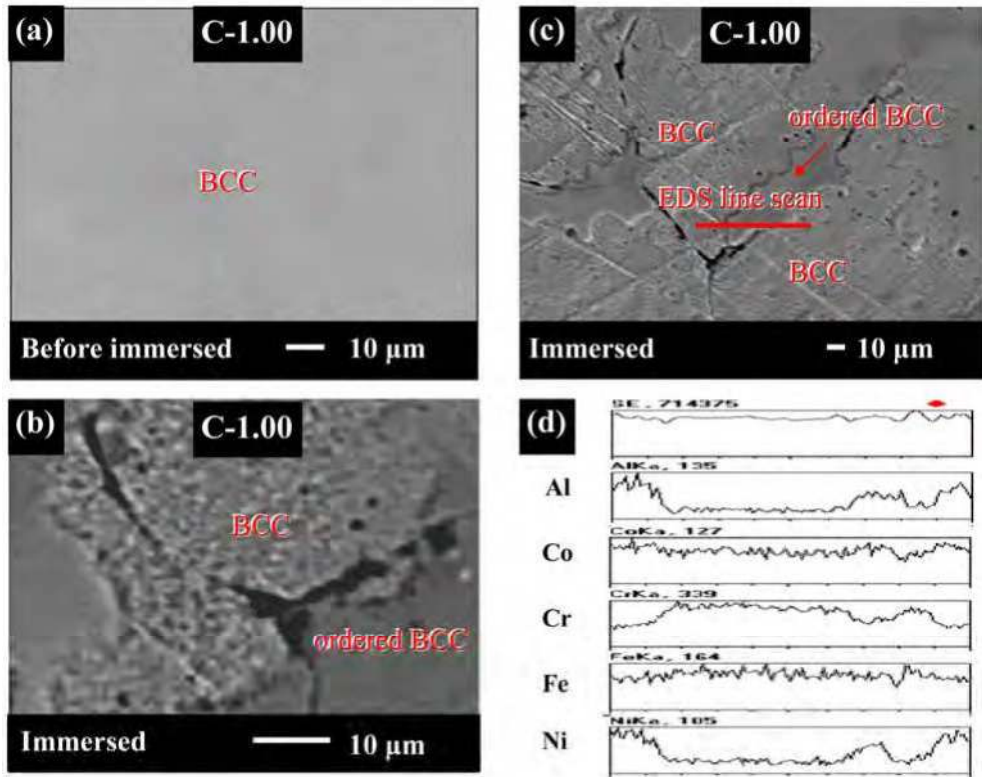 (a)
C-1.00
BCC
Before immersed
10 μm
(b)
C-1.00
BCC
ordered BCC
Immersed
10 μm
(c)
C-1.00
BCC
ordered BCC
EDS line scan
BCC
Immersed
10 μm
(d)
SE, 714375
Al
AlKa, 135
Co
CoKa, 127
Cr
CrKa, 339
Fe
FeKa, 164
Ni
NiKa, 185